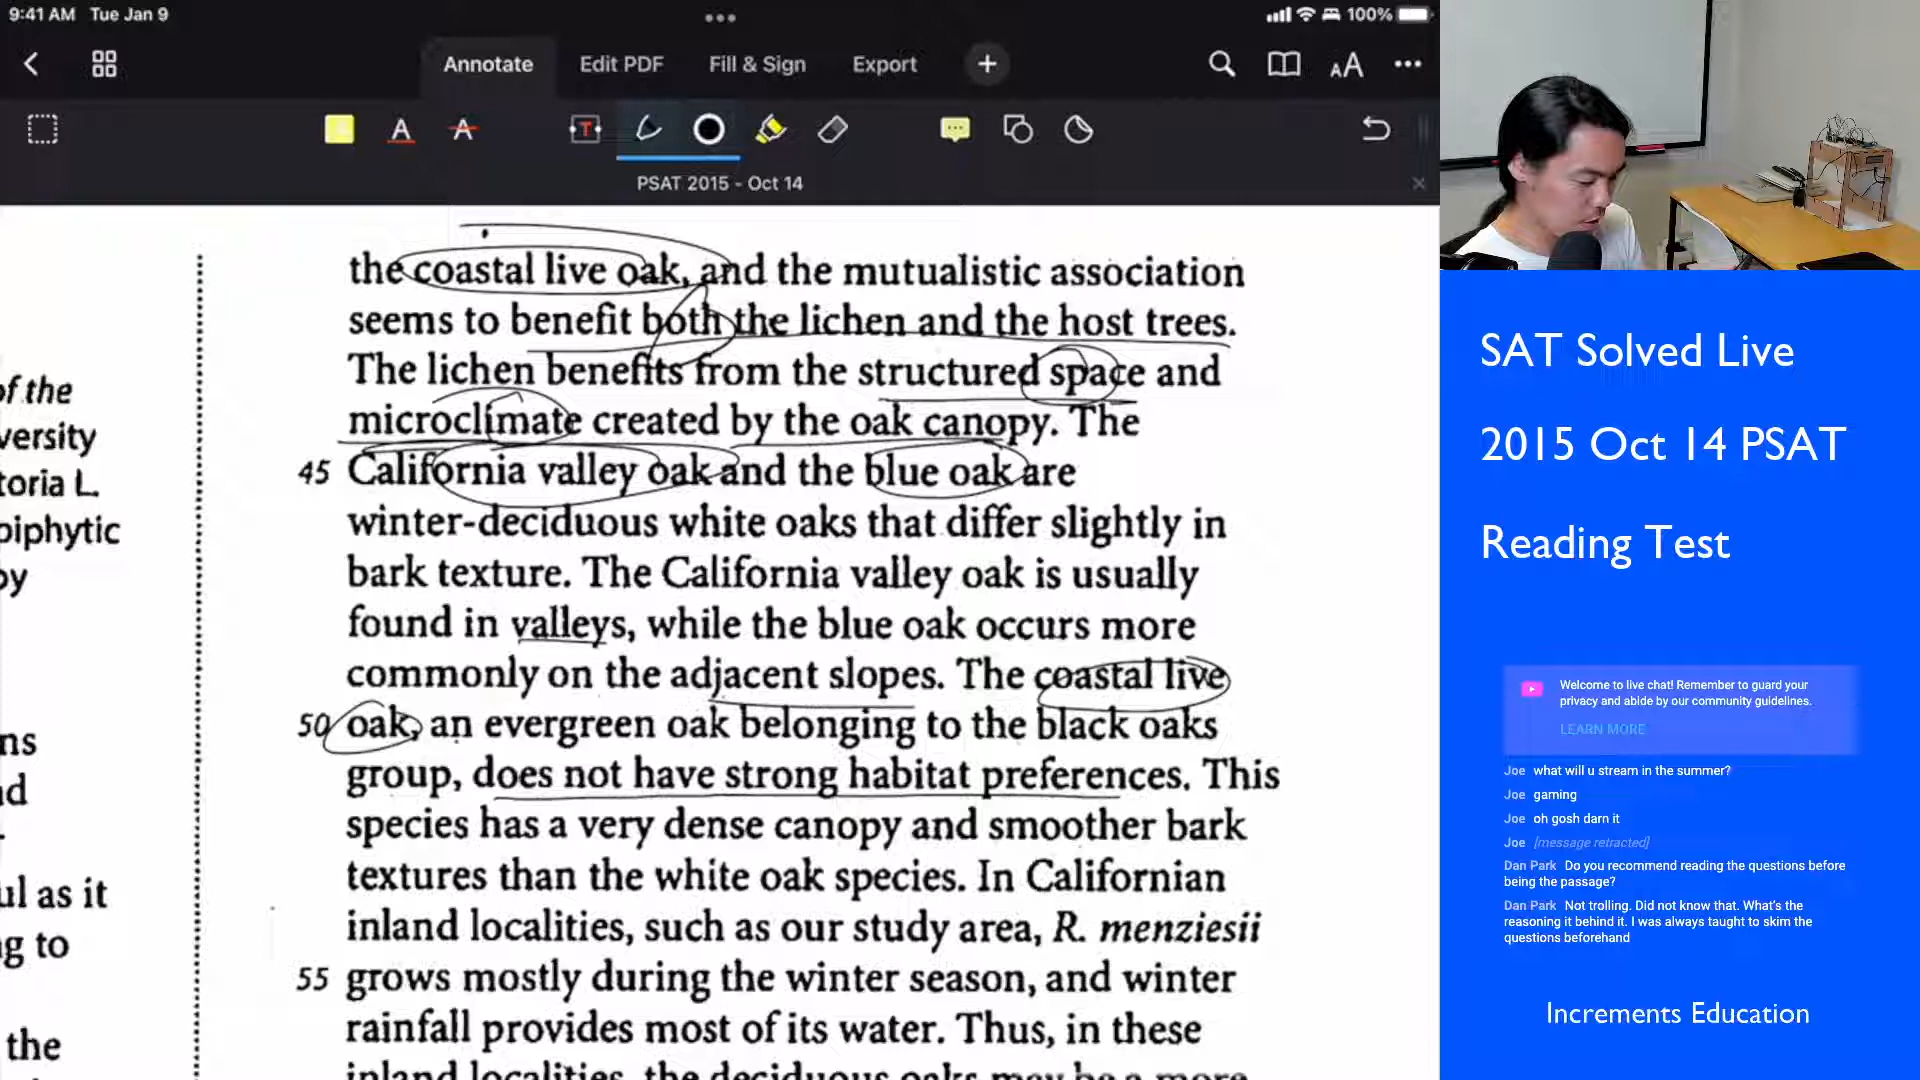 9:41 AM Tue Jan 9
100%
Annotate
Edit PDF
Fill & Sign
Export
PSAT 2015 - Oct 14
of the
versity
toria L.
piphytic
by
ns
ul as it
ng to
the
the coastal live oak, and the mutualistic association
seems to benefit both the lichen and the host trees.
The lichen benefits from the structured space and
microclimate created by the oak canopy. The
45 California valley oak and the blue oak are
winter-deciduous white oaks that differ slightly in
bark texture. The California valley oak is usually
found in valleys, while the blue oak occurs more
commonly on the adjacent slopes. The coastal live
50 oak, an evergreen oak belonging to the black oaks
group, does not have strong habitat preferences. This
species has a very dense canopy and smoother bark
textures than the white oak species. In Californian
inland localities, such as our study area, R. menziesii
55 grows mostly during the winter season, and winter
rainfall provides most of its water. Thus, in these
inland localities, the deciduous oaks may be a more
SAT Solved Live
2015 Oct 14 PSAT
Reading Test
Welcome to live chat! Remember to guard your
privacy and abide by our community guidelines.
LEARN MORE
Joe what will u stream in the summer?
Joe gaming
Joe oh gosh darn it
Joe [message retracted]
Dan Park Do you recommend reading the questions before
being the passage?
Dan Park Not trolling. Did not know that. What's the
reasoning it behind it. I was always taught to skim the
questions beforehand
Increments Education